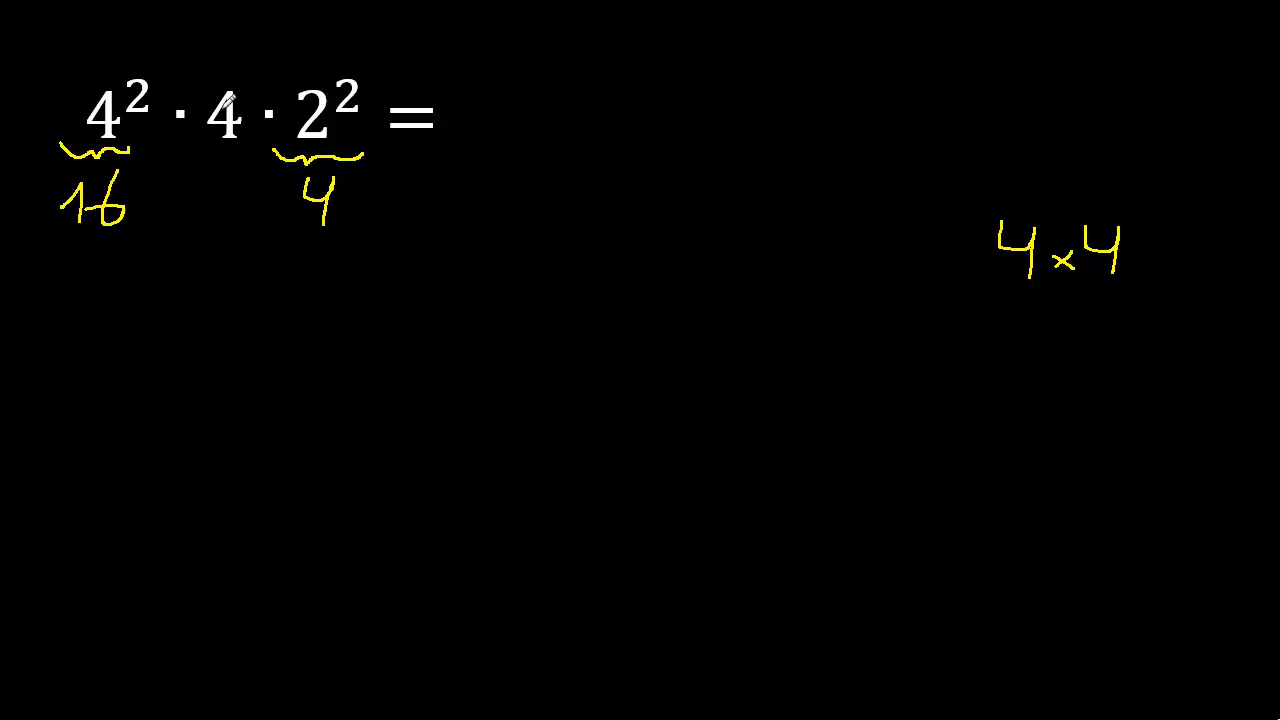 4² · 4 · 2² =
16 4
4 × 4